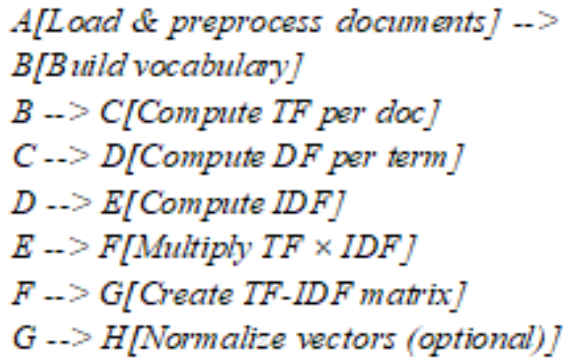 A[Load & preprocess documents] -->
B[Build vocabulary]
B --> C[Compute TF per doc]
C --> D[Compute DF per term]
D --> E[Compute IDF]
E --> F[Multiply TF × IDF]
F --> G[Create TF-IDF matrix]
G --> H[Normalize vectors (optional)]